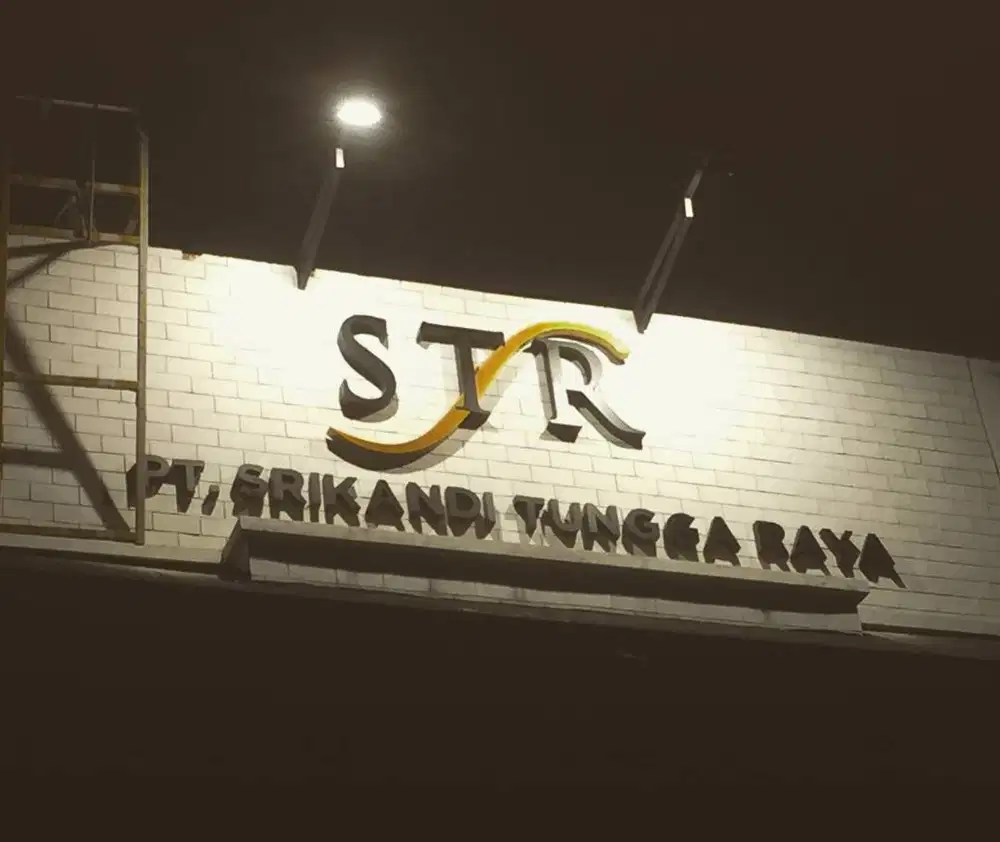 STR
PT, SRIKANDI TUNGGA RAYA